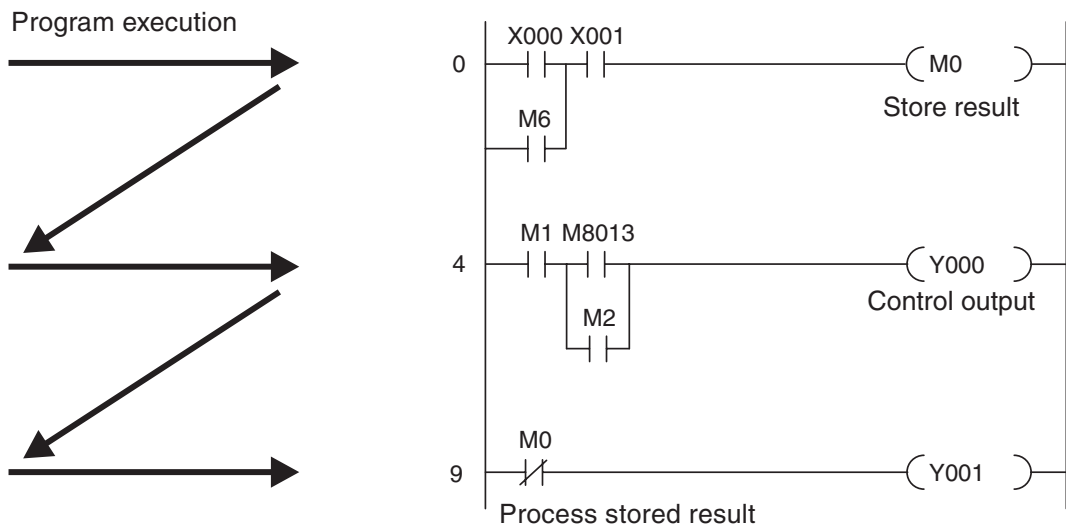 Program execution
X000 X001
0
M0
Store result
M6
M1 M8013
4
Y000
Control output
M2
M0
9
Y001
Process stored result